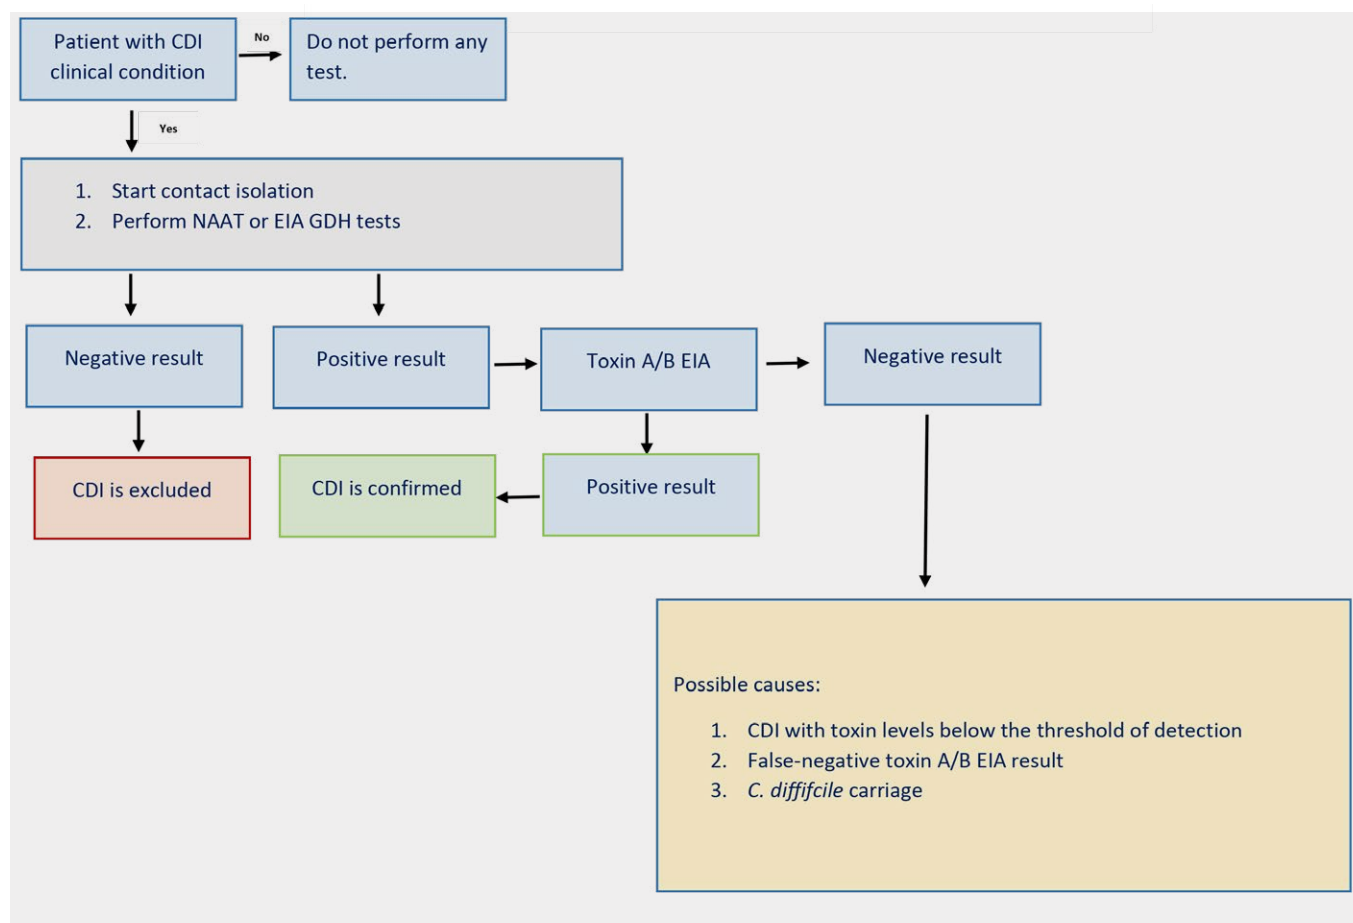 Patient with CDI
clinical condition
No
Do not perform any
test.
Yes
1. Start contact isolation
2. Perform NAAT or EIA GDH tests
Negative result
Positive result
Toxin A/B EIA
Negative result
CDI is excluded
CDI is confirmed
Positive result
Possible causes:
1. CDI with toxin levels below the threshold of detection
2. False-negative toxin A/B EIA result
3. C. diffifcile carriage